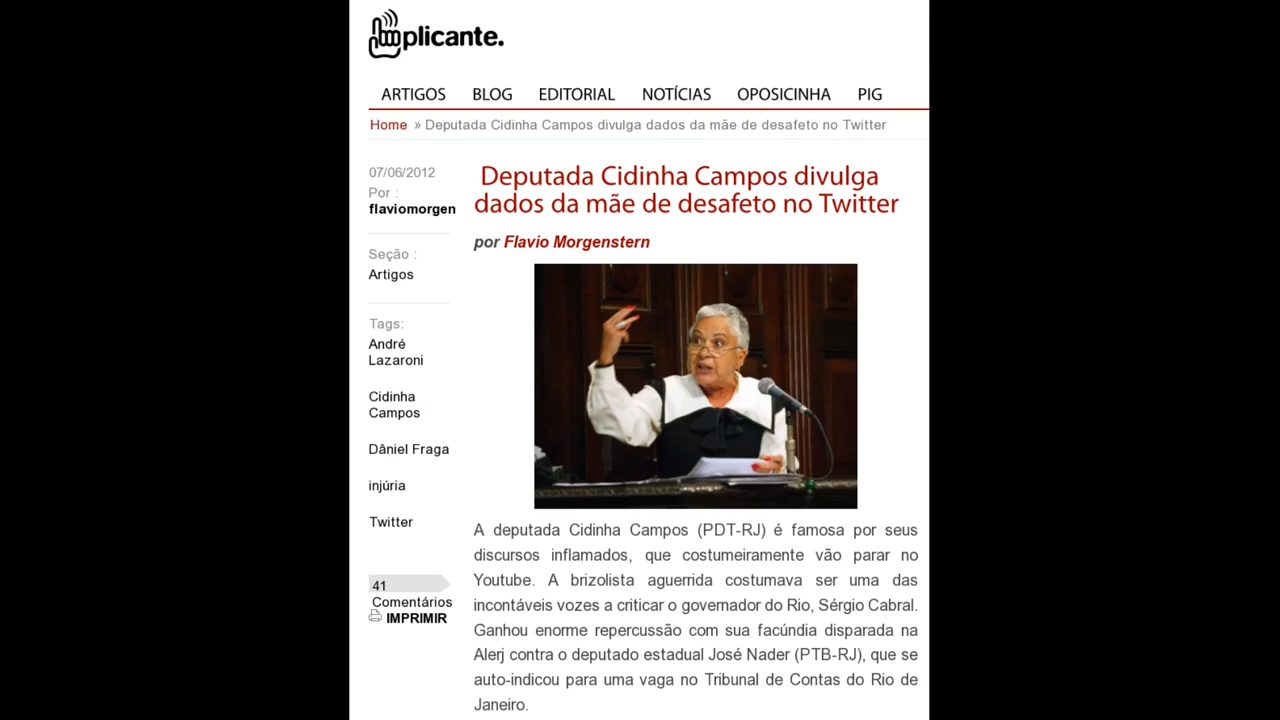 implicante.
ARTIGOS BLOG EDITORIAL NOTÍCIAS OPOSICINHA PIG
Home » Deputada Cidinha Campos divulga dados da mãe de desafeto no Twitter
07/06/2012
Por :
flaviomorgen
Seção :
Artigos
Tags:
André
Lazaroni
Cidinha
Campos
Dâniel Fraga
injúria
Twitter
41
Comentários
IMPRIMIR
Deputada Cidinha Campos divulga
dados da mãe de desafeto no Twitter
por Flavio Morgenstern
A deputada Cidinha Campos (PDT-RJ) é famosa por seus
discursos inflamados, que costumeiramente vão parar no
Youtube. A brizolista aguerrida costumava ser uma das
incontáveis vozes a criticar o governador do Rio, Sérgio Cabral.
Ganhou enorme repercussão com sua facúndia disparada na
Alerj contra o deputado estadual José Nader (PTB-RJ), que se
auto-indicou para uma vaga no Tribunal de Contas do Rio de
Janeiro.